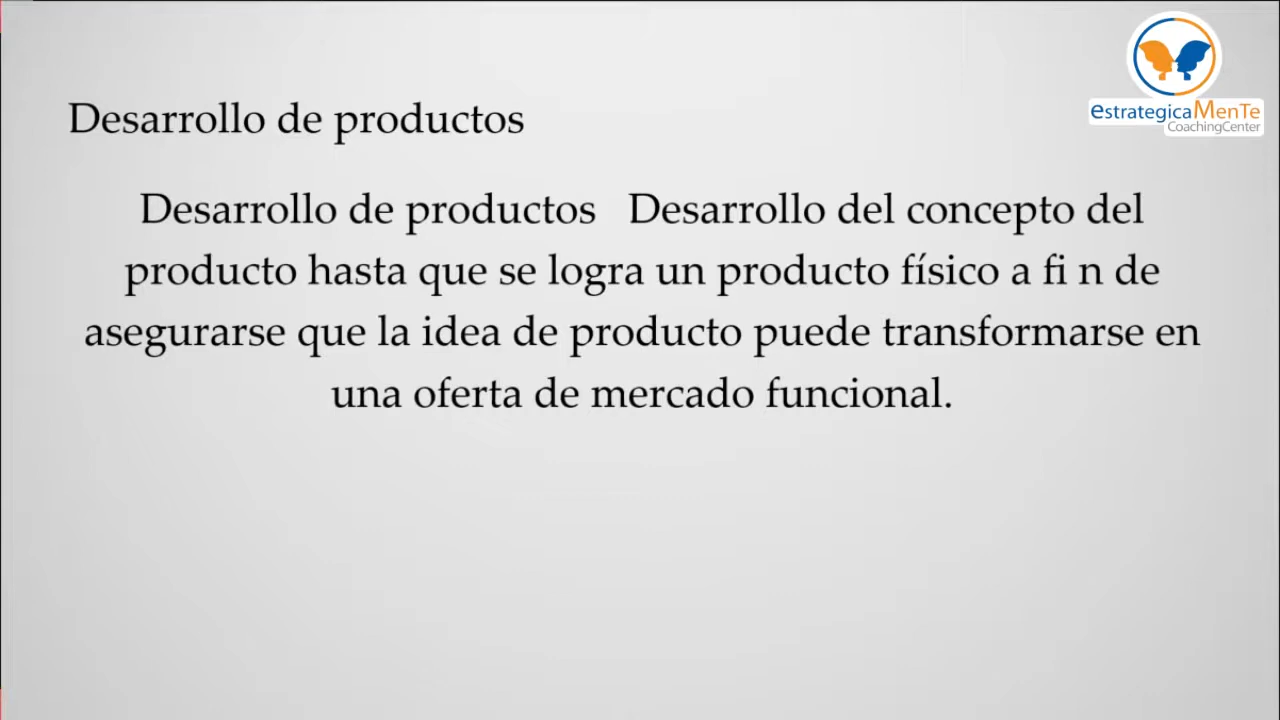 estrategicaMenTe
CoachingCenter
Desarrollo de productos
Desarrollo de productos   Desarrollo del concepto del
producto hasta que se logra un producto físico a fi n de
asegurarse que la idea de producto puede transformarse en
una oferta de mercado funcional.